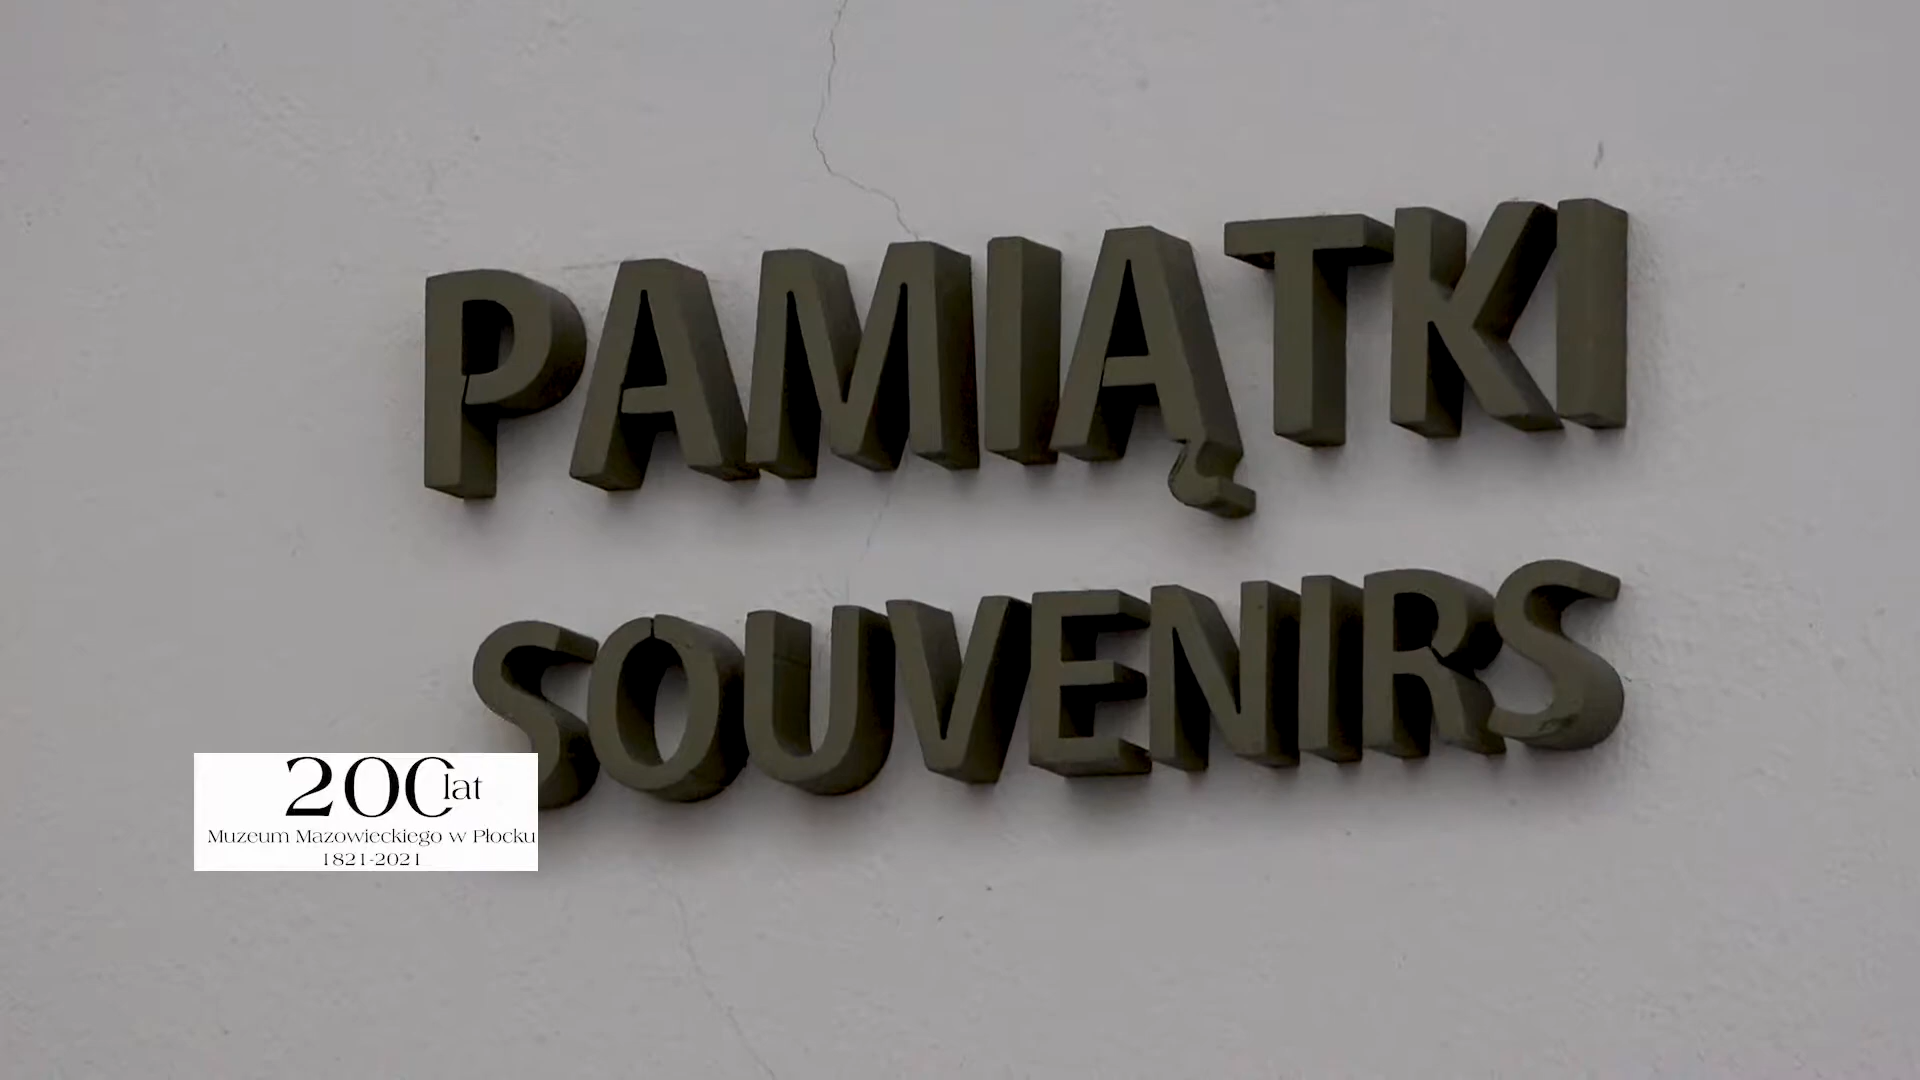 PAMIĄTKI
SOUVENIRS
200 lat
Muzeum Mazowieckiego w Płocku
1821-2021